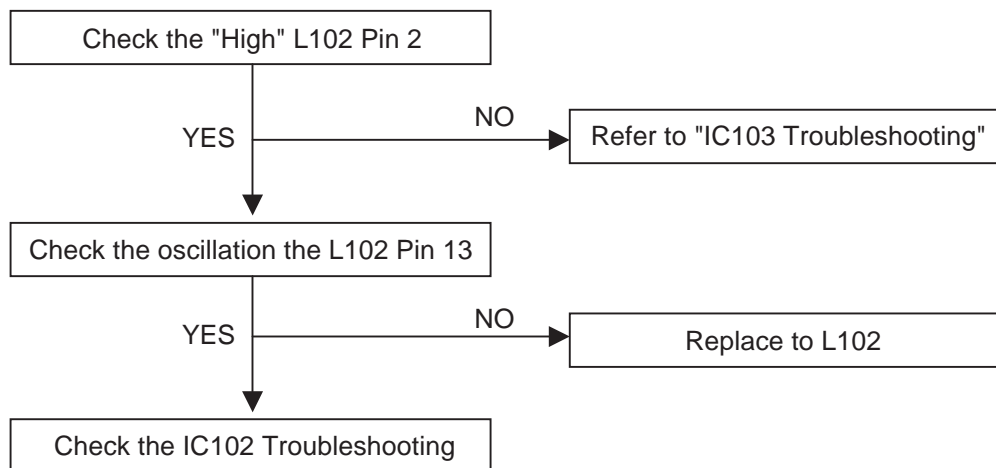 Check the "High" L102 Pin 2
NO
YES
Refer to "IC103 Troubleshooting"
Check the oscillation the L102 Pin 13
NO
YES
Replace to L102
Check the IC102 Troubleshooting